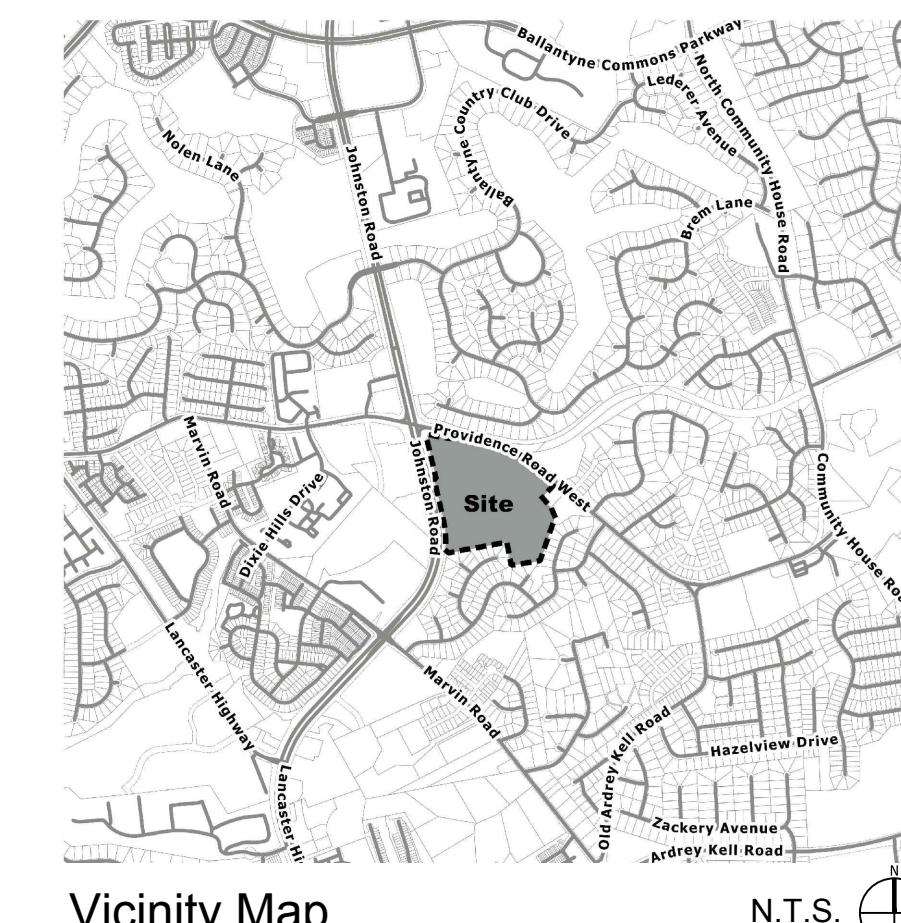 Ballantyne Commons Parkway
North Community House Road
Lederer Avenue
Ballantyne Country Club Drive
Nolen Lane
Johnston Road
Brem Lane
Providence Road West
Marvin Road
Johnston Road
Site
Dixie Hills Drive
Community House Ro
Lancaster Highway
Marvin Road
Old Ardrey Kell Road
Hazelview Drive
Lancaster Hi
Zackery Avenue
Ardrey Kell Road
Vicinity Map
N.T.S.
N